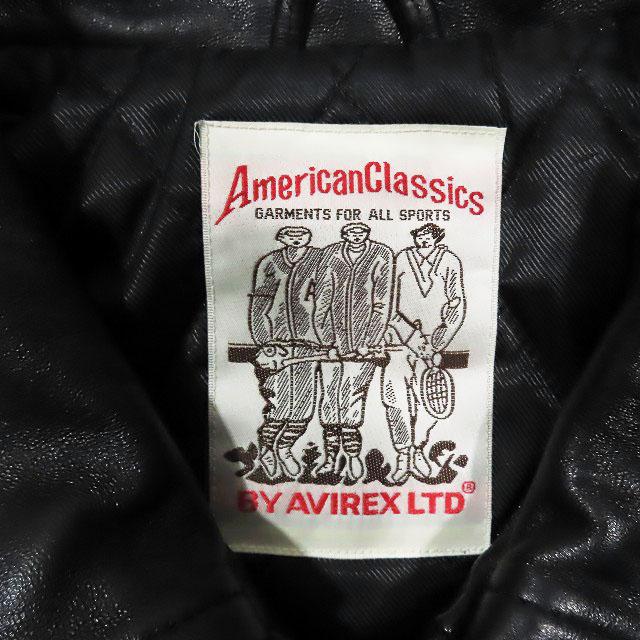 AmericanClassics
GARMENTS FOR ALL SPORTS
A
BY AVIREX LTD®